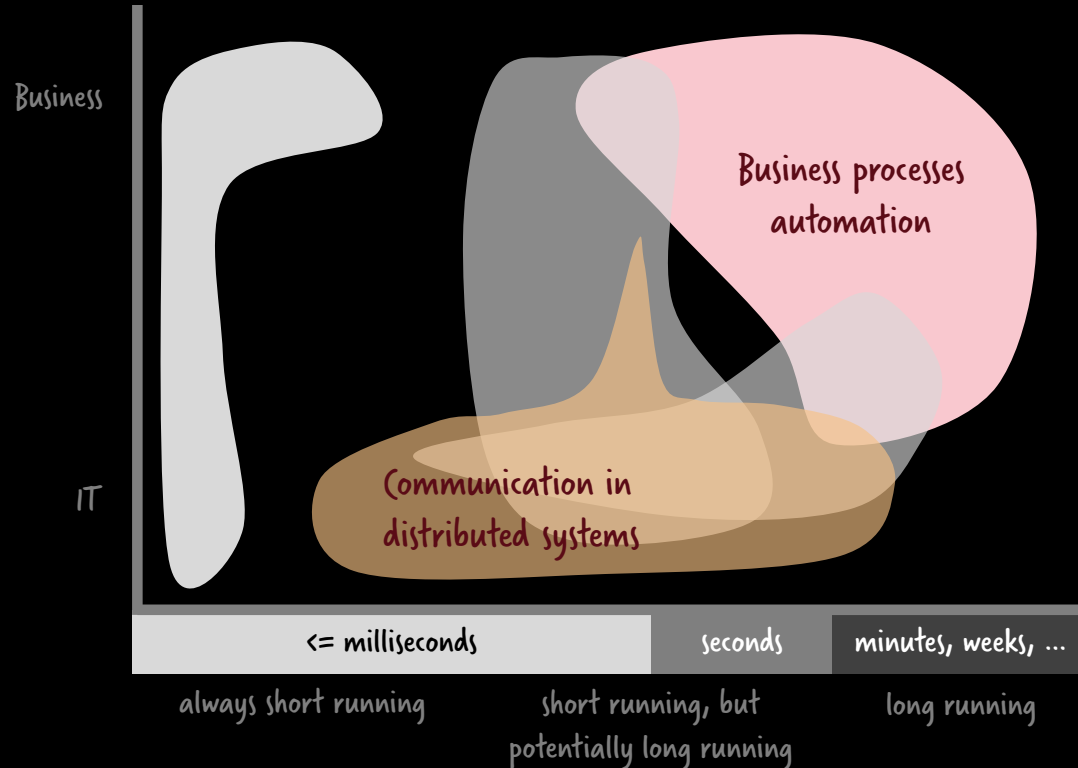 Business
Business processes
automation
IT
Communication in
distributed systems
<= milliseconds
seconds
minutes, weeks, ...
always short running
short running, but
potentially long running
long running